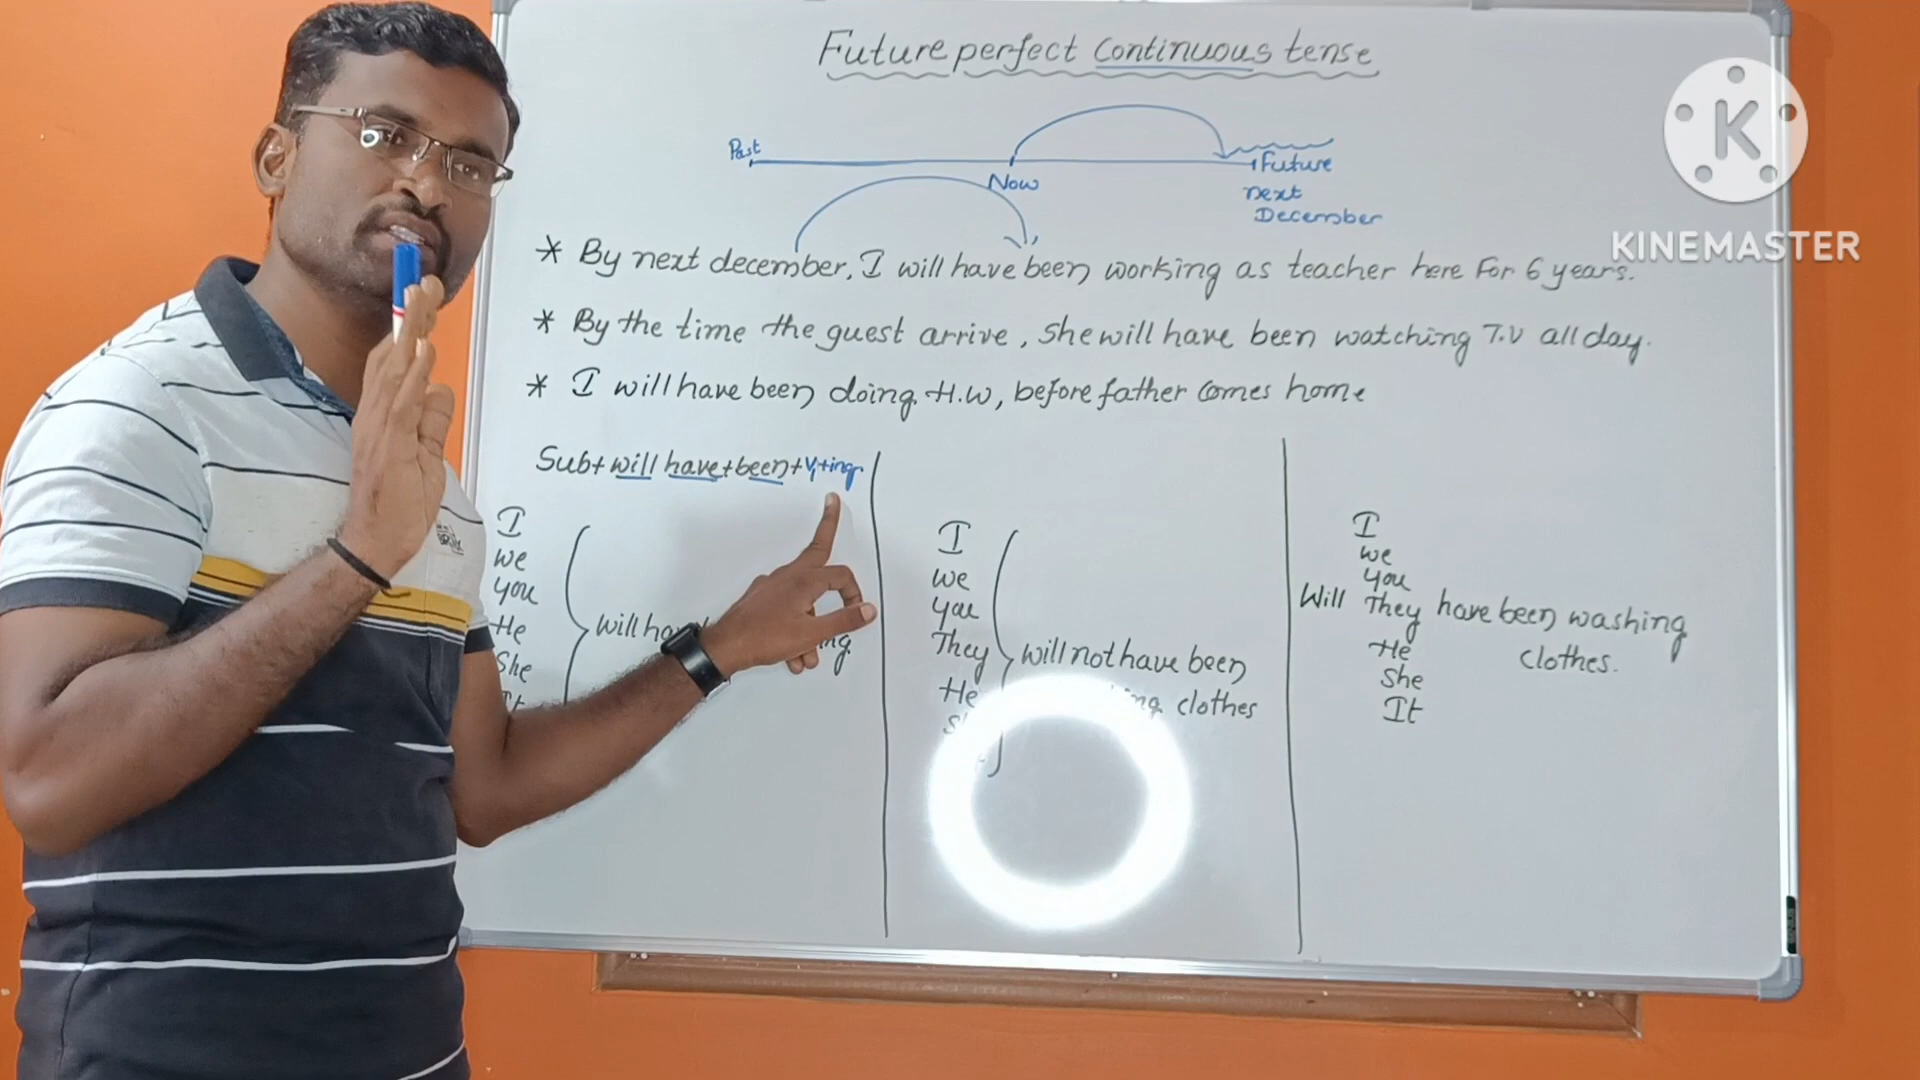 Future perfect continuous tense
Past
Now
Future
next
December
* By next december, I will have been working as teacher here For 6 years.
* By the time the guest arrive, she will have been watching T.V all day.
* I will have been doing H.W, before father comes home
Sub + will have + been + V1+ing.
I
we
you
He
She
It
will
ing
I
we
you
They
He
will not have been
clothes
I
we
you
Will They have been washing
He clothes.
She
It
K
KINEMASTER